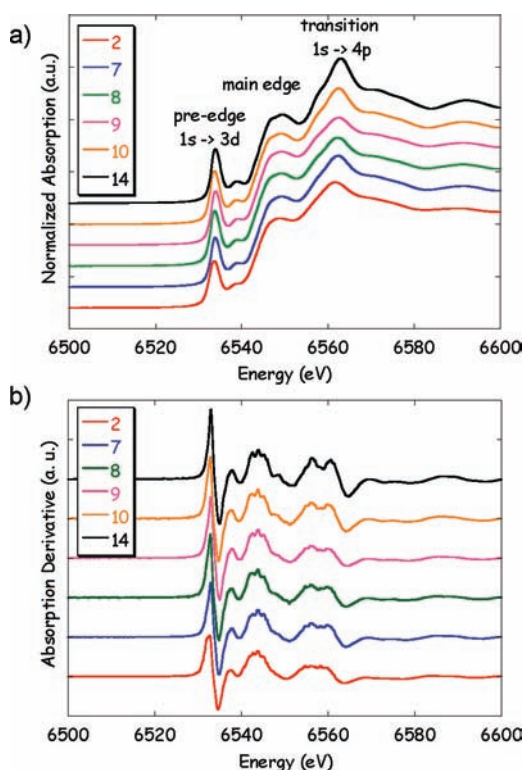 a)
2
7
8
9
10
14
transition
1s -> 4p
main edge
pre-edge
1s -> 3d
Normalized Absorption (a.u.)
6500 6520 6540 6560 6580 6600
Energy (eV)
b)
2
7
8
9
10
14
Absorption Derivative (a. u.)
6500 6520 6540 6560 6580 6600
Energy (eV)